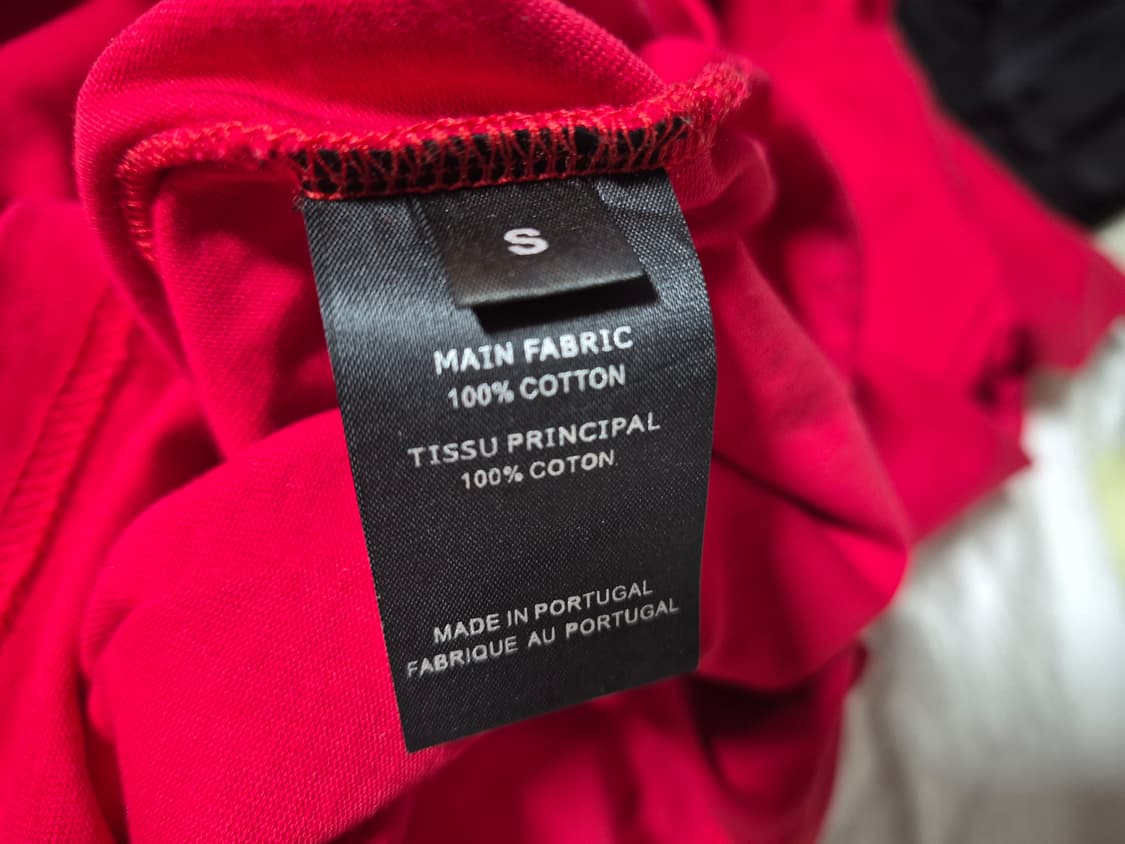 S
MAIN FABRIC
100% COTTON
TISSU PRINCIPAL
100% COTON
MADE IN PORTUGAL
FABRIQUE AU PORTUGAL